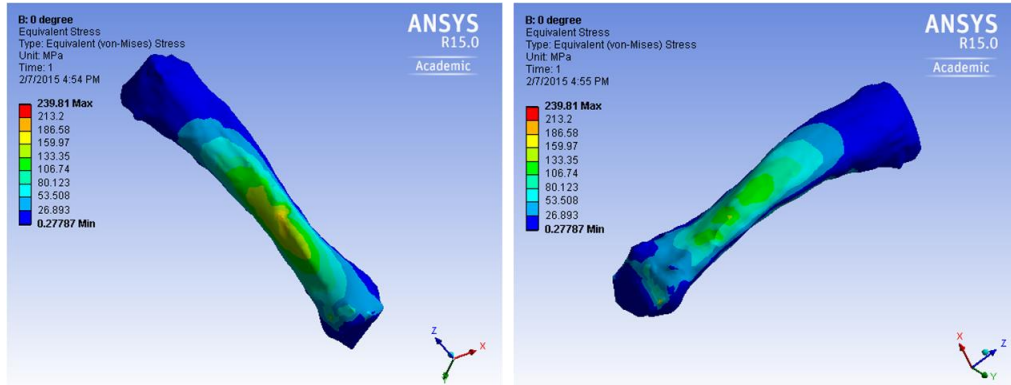 B: 0 degree
Equivalent Stress
Type: Equivalent (von-Mises) Stress
Unit: MPa
Time: 1
2/7/2015 4:54 PM
239.81 Max
213.2
186.58
159.97
133.35
106.74
80.123
53.508
26.893
0.27787 Min
ANSYS
R15.0
Academic
Z
X
Y
B: 0 degree
Equivalent Stress
Type: Equivalent (von-Mises) Stress
Unit: MPa
Time: 1
2/7/2015 4:55 PM
239.81 Max
213.2
186.58
159.97
133.35
106.74
80.123
53.508
26.893
0.27787 Min
ANSYS
R15.0
Academic
X
Z
Y